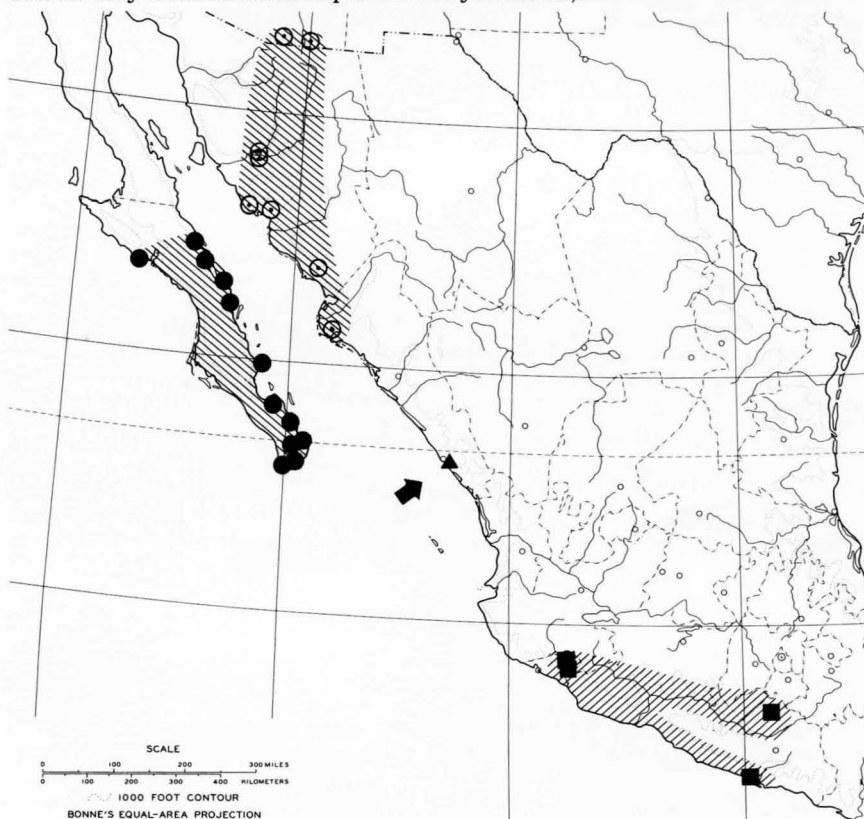 SCALE
0 100 200 300 MILES
0 100 200 300 400 KILOMETERS
1000 FOOT CONTOUR
BONNE'S EQUAL-AREA PROJECTION